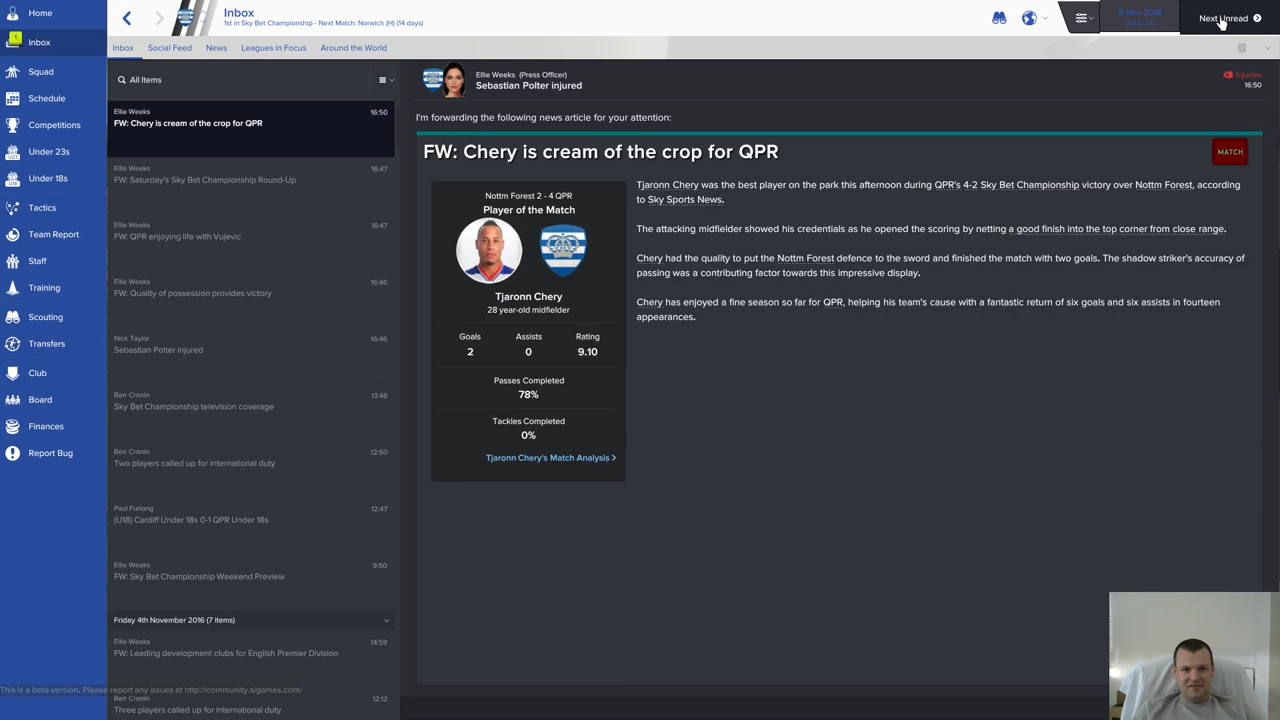 Home
1
Inbox
Squad
Schedule
Competitions
U23
Under 23s
U18
Under 18s
Tactics
Team Report
Staff
Training
Scouting
Transfers
Club
Board
Finances
Report Bug
Inbox
1st in Sky Bet Championship - Next Match: Norwich (H) (14 days)
5 Nov 2016
Next Unread
Inbox Social Feed News Leagues in Focus Around the World
All Items
Ellie Weeks 16:50
FW: Chery is cream of the crop for QPR
Ellie Weeks 16:47
FW: Saturday's Sky Bet Championship Round-Up
Ellie Weeks 16:47
FW: QPR enjoying life with Vujevic
Ellie Weeks 16:46
FW: Quality of possession provides victory
Nick Taylor 16:46
Sebastian Polter injured
Ben Cronin 13:48
Sky Bet Championship television coverage
Ben Cronin 12:50
Two players called up for international duty
Paul Furlong 12:47
(U18) Cardiff Under 18s 0-1 QPR Under 18s
Ellie Weeks 9:50
FW: Sky Bet Championship Weekend Preview
Friday 4th November 2016 (7 items)
Ellie Weeks 14:59
FW: Leading development clubs for English Premier Division
Ben Cronin 12:12
Three players called up for international duty
Ellie Weeks (Press Officer)
Sebastian Polter injured
Injuries
16:50
I'm forwarding the following news article for your attention:
FW: Chery is cream of the crop for QPR
MATCH
Nottm Forest 2 - 4 QPR
Player of the Match
Tjaronn Chery
28 year-old midfielder
Goals Assists Rating
2 0 9.10
Passes Completed
78%
Tackles Completed
0%
Tjaronn Chery's Match Analysis >
Tjaronn Chery was the best player on the park this afternoon during QPR's 4-2 Sky Bet Championship victory over Nottm Forest, according
to Sky Sports News.
The attacking midfielder showed his credentials as he opened the scoring by netting a good finish into the top corner from close range.
Chery had the quality to put the Nottm Forest defence to the sword and finished the match with two goals. The shadow striker's accuracy of
passing was a contributing factor towards this impressive display.
Chery has enjoyed a fine season so far for QPR, helping his team's cause with a fantastic return of six goals and six assists in fourteen
appearances.
This is a beta version. Please report any issues at http://community.sigames.com/